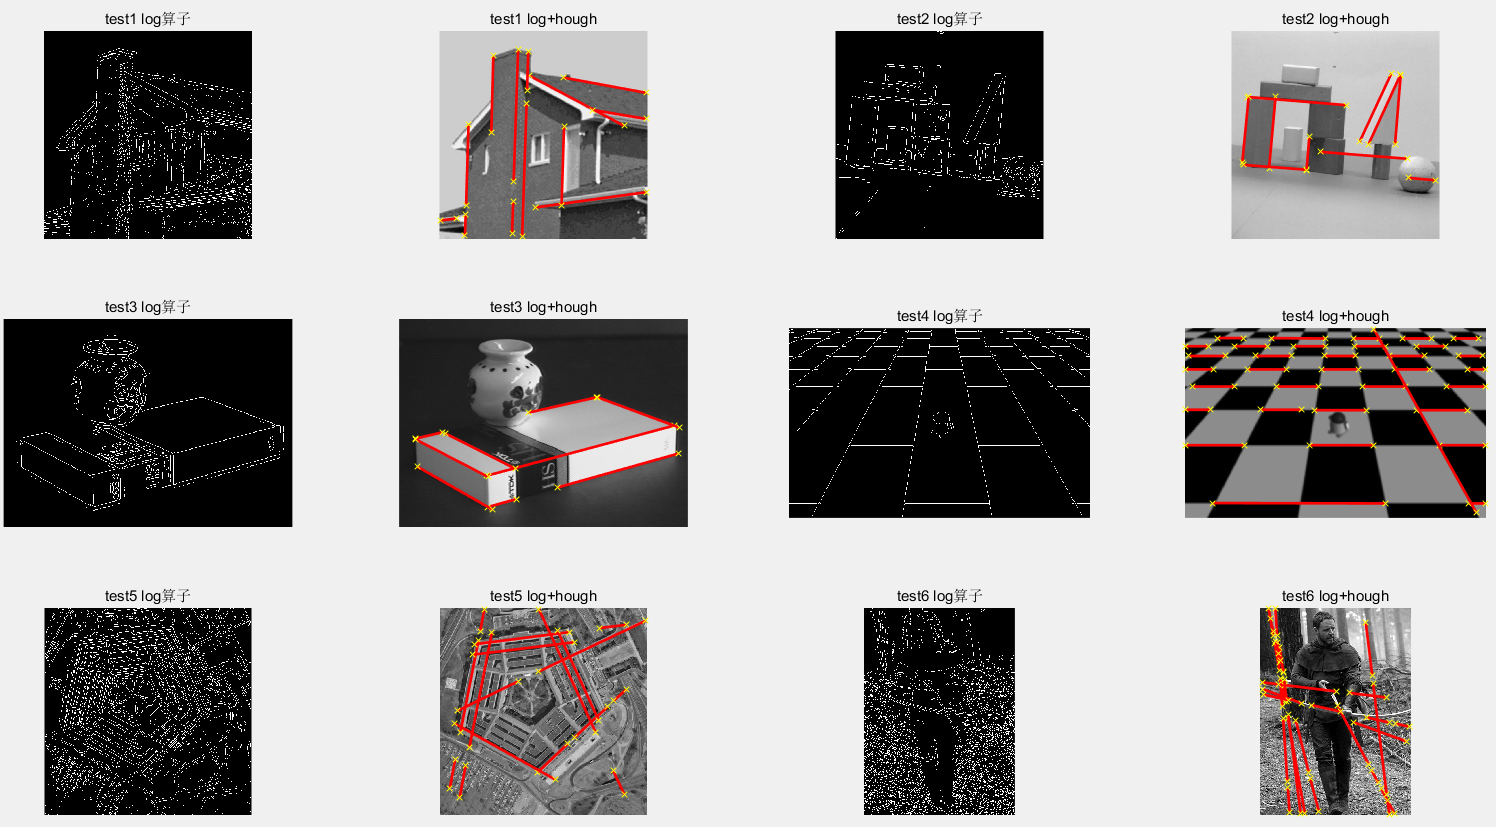 test1 log算子
test1 log+hough
test2 log算子
test2 log+hough
test3 log算子
test3 log+hough
TDK
test4 log算子
test4 log+hough
test5 log算子
test5 log+hough
test6 log算子
test6 log+hough